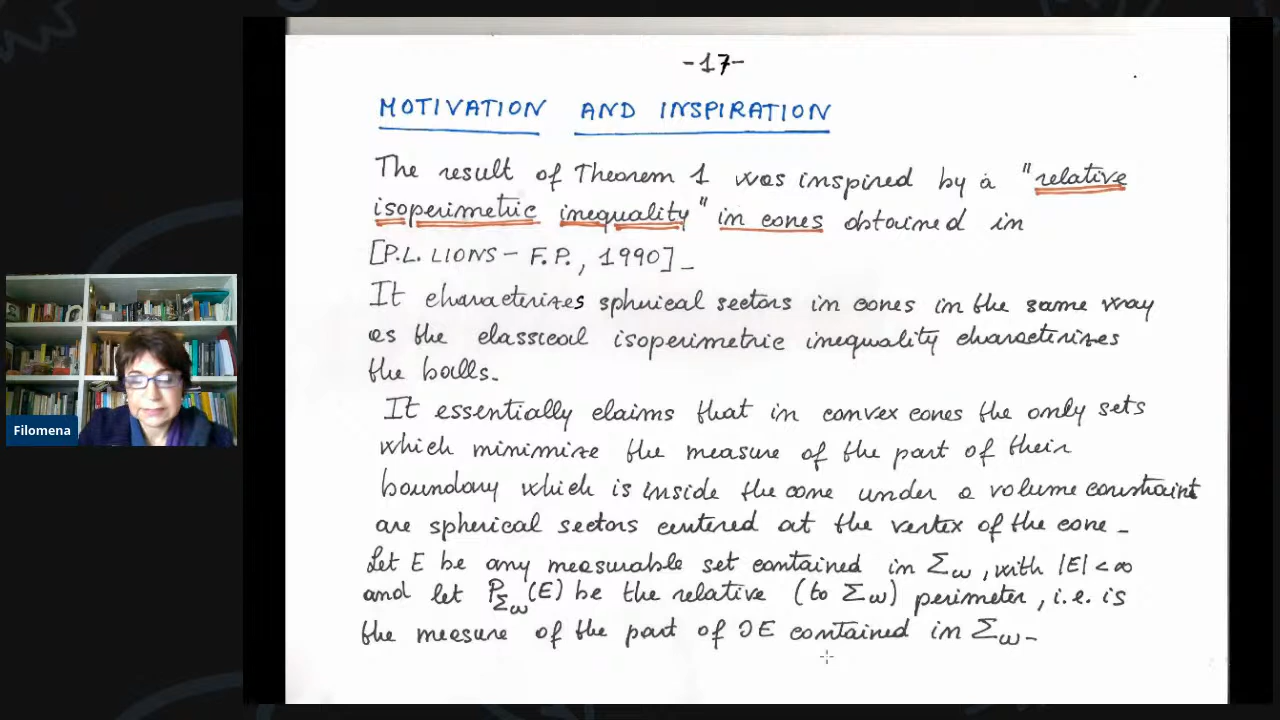 -17-
MOTIVATION AND INSPIRATION
The result of Theorem 1 was inspired by a "relative
isoperimetric inequality" in cones obtained in
[P.L. LIONS - F.P., 1990] -
It characterizes spherical sectors in cones in the same way
as the classical isoperimetric inequality characterizes
the balls.
It essentially claims that in convex cones the only sets
which minimize the measure of the part of their
boundary which is inside the cone under a volume constraint
are spherical sectors centered at the vertex of the cone -
Let E be any measurable set contained in Σω, with |E| < ∞
and let PΣω(E) be the relative (to Σω) perimeter, i.e. is
the measure of the part of ∂E contained in Σω -
Filomena